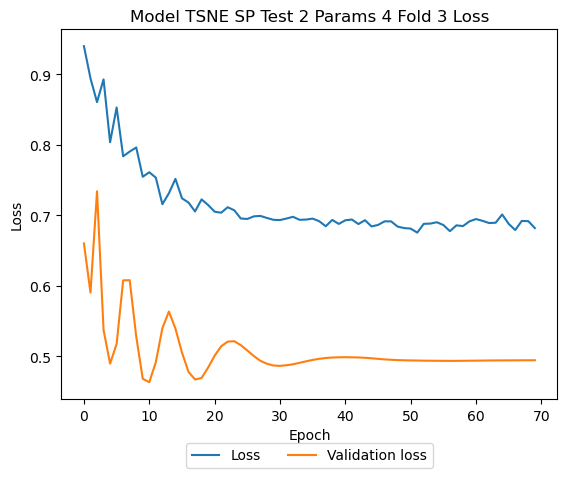 Model TSNE SP Test 2 Params 4 Fold 3 Loss
0.9
0.8
0.7
0.6
0.5
Loss
0 10 20 30 40 50 60 70
Epoch
Loss Validation loss